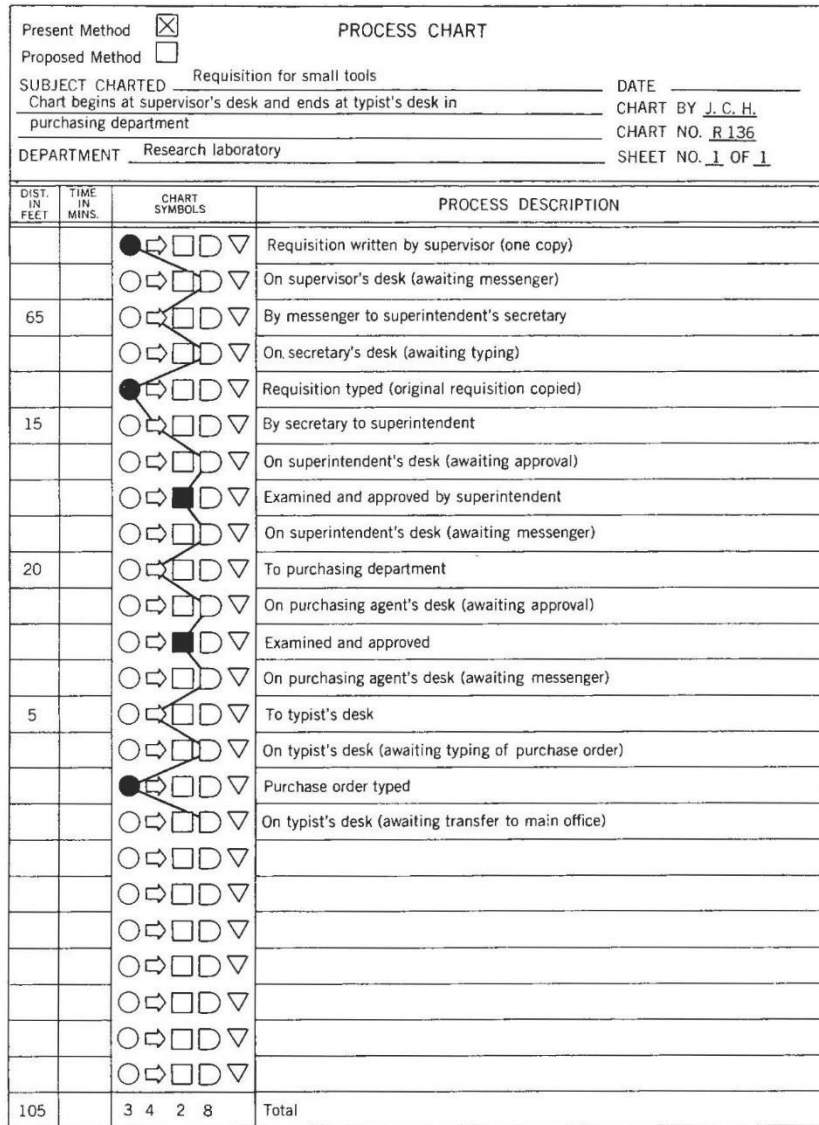 Present Method
PROCESS CHART
Proposed Method
SUBJECT CHARTED Requisition for small tools
DATE
Chart begins at supervisor's desk and ends at typist's desk in
CHART BY J. C. H.
purchasing department
CHART NO. R 136
DEPARTMENT Research laboratory
SHEET NO. 1 OF 1
DIST. IN FEET
TIME IN MINS.
CHART SYMBOLS
PROCESS DESCRIPTION
Requisition written by supervisor (one copy)
On supervisor's desk (awaiting messenger)
65 By messenger to superintendent's secretary
On secretary's desk (awaiting typing)
Requisition typed (original requisition copied)
15 By secretary to superintendent
On superintendent's desk (awaiting approval)
Examined and approved by superintendent
On superintendent's desk (awaiting messenger)
20 To purchasing department
On purchasing agent's desk (awaiting approval)
Examined and approved
On purchasing agent's desk (awaiting messenger)
5 To typist's desk
On typist's desk (awaiting typing of purchase order)
Purchase order typed
On typist's desk (awaiting transfer to main office)
105 3 4 2 8 Total